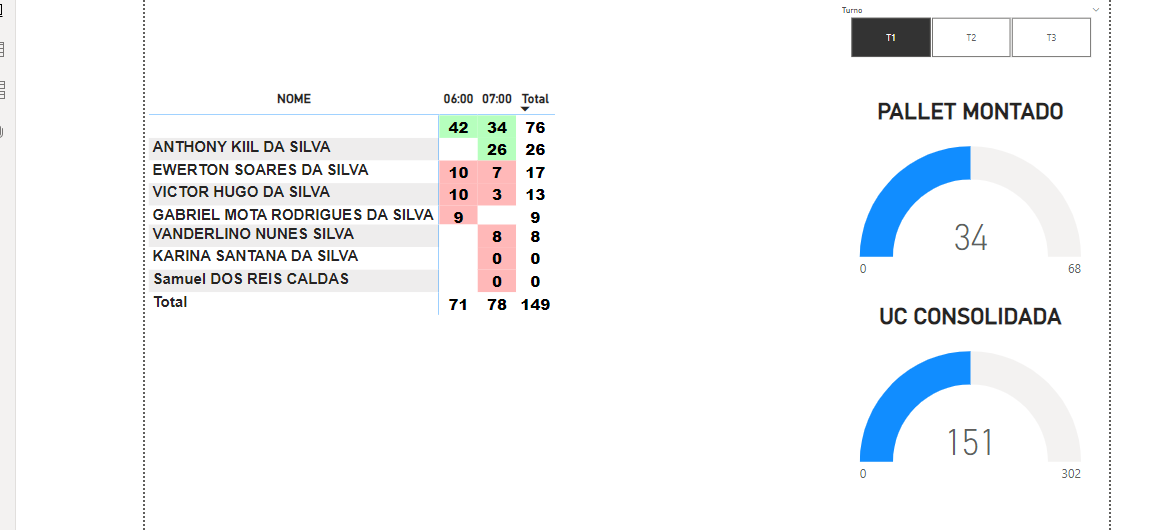 Turno
T1 T2 T3
NOME 06:00 07:00 Total
42 34 76
ANTHONY KIIL DA SILVA 26 26
EWERTON SOARES DA SILVA 10 7 17
VICTOR HUGO DA SILVA 10 3 13
GABRIEL MOTA RODRIGUES DA SILVA 9 9
VANDERLINO NUNES SILVA 8 8
KARINA SANTANA DA SILVA 0 0
Samuel DOS REIS CALDAS 0 0
Total 71 78 149
PALLET MONTADO
34
0 68
UC CONSOLIDADA
151
0 302